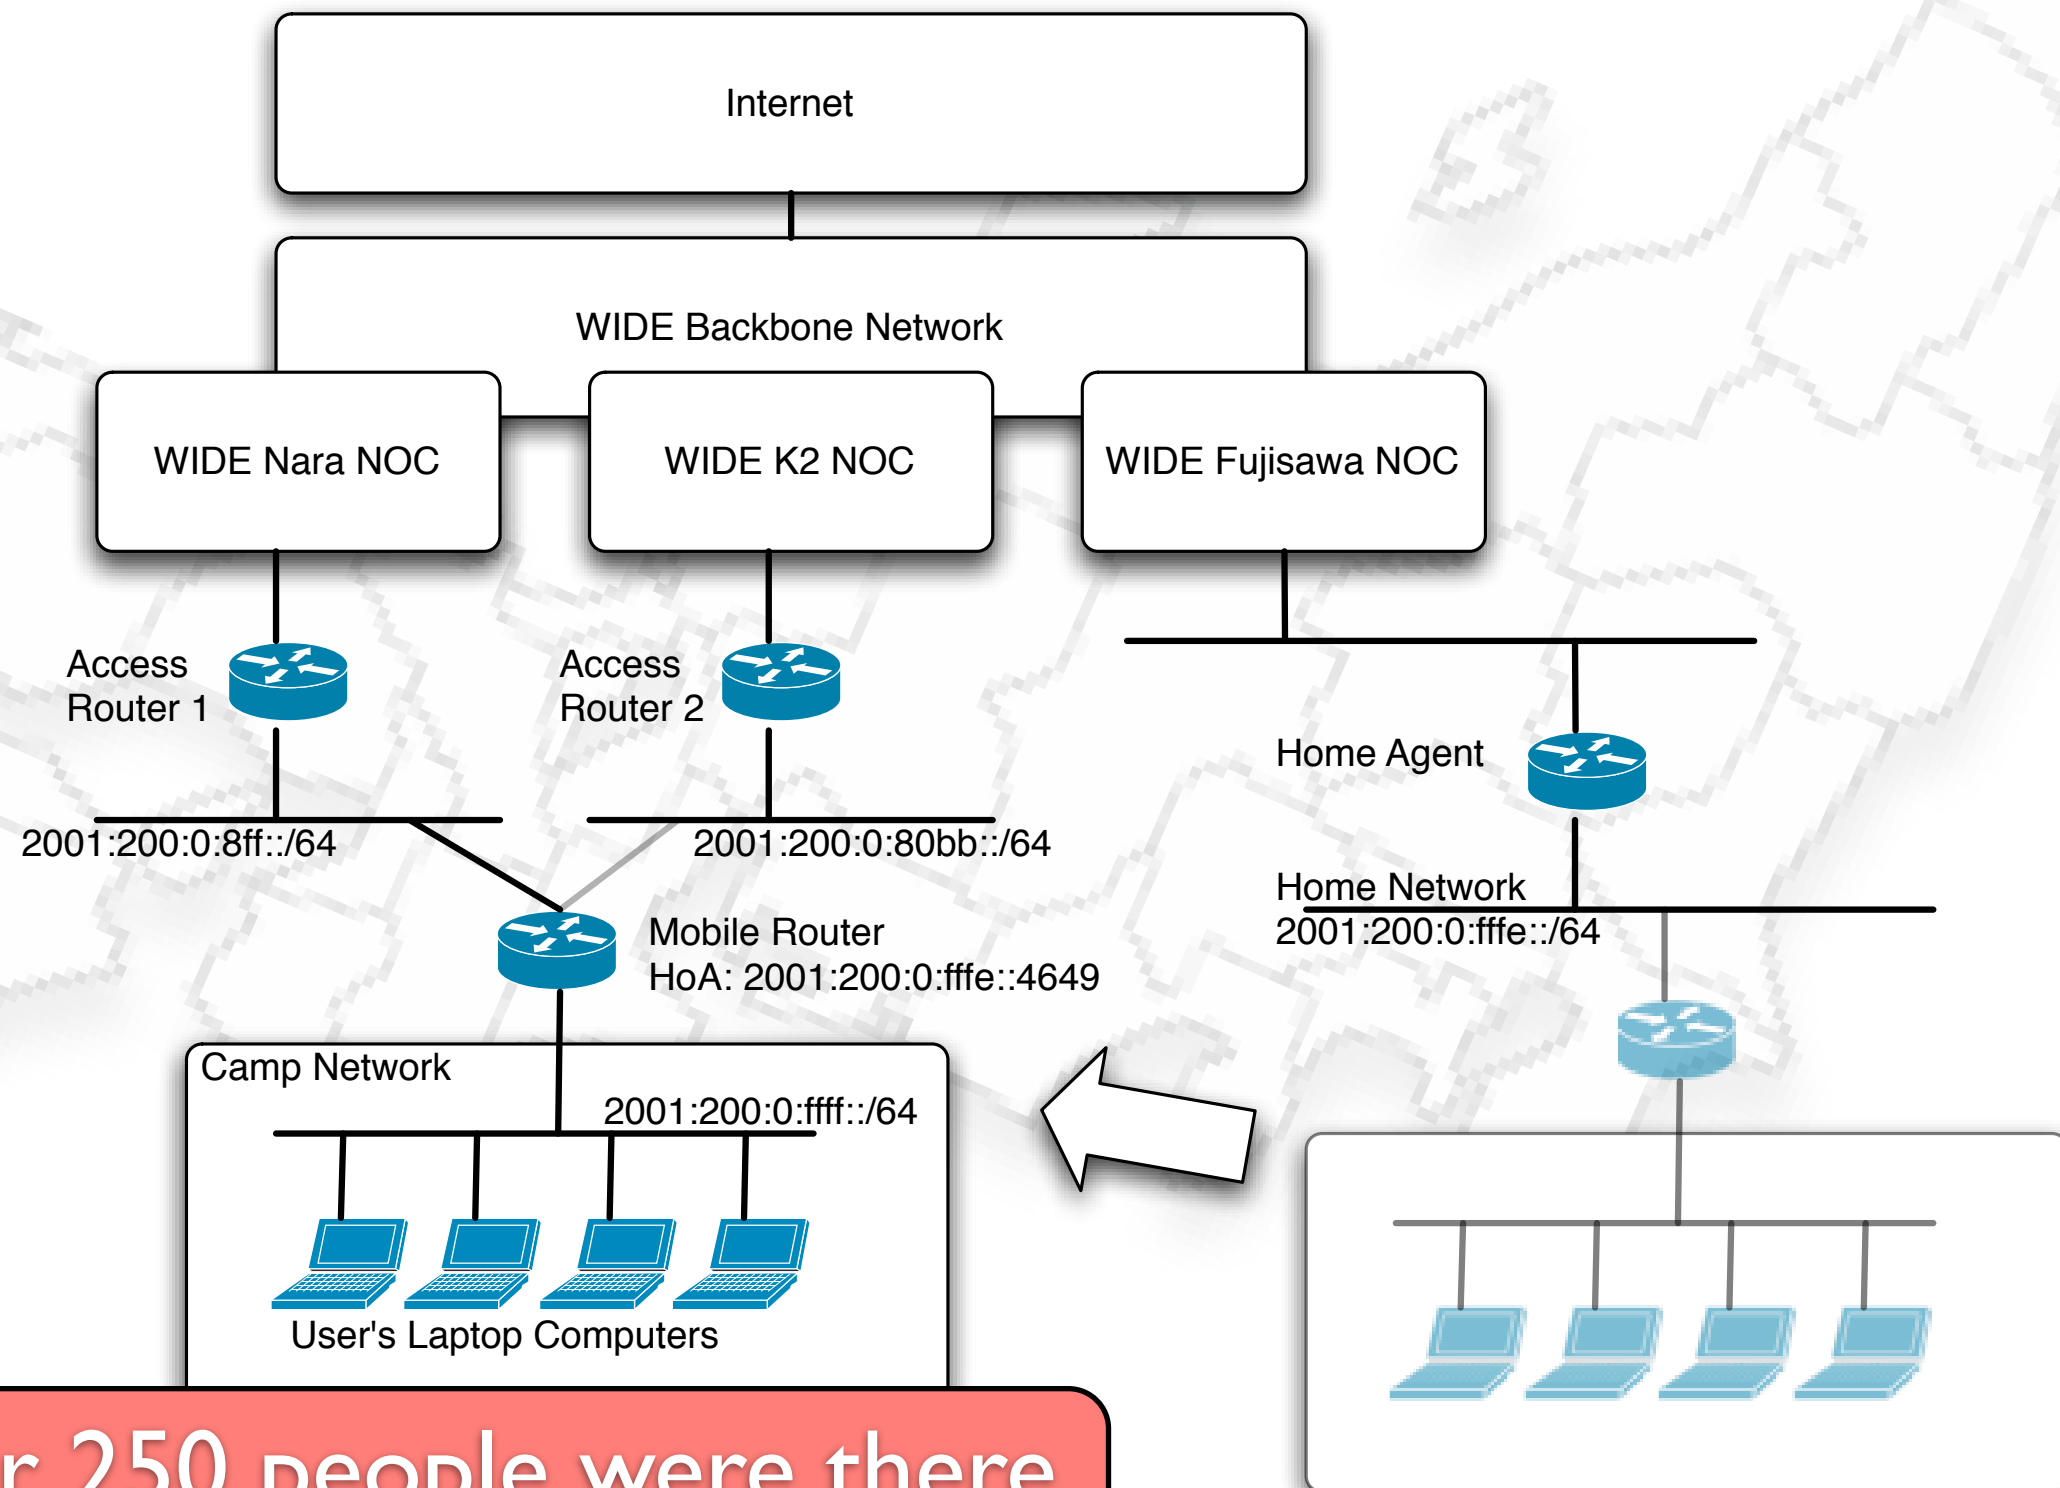 Internet
WIDE Backbone Network
WIDE Nara NOC
WIDE K2 NOC
WIDE Fujisawa NOC
Access
Router 1
Access
Router 2
Home Agent
2001:200:0:8ff::/64
2001:200:0:80bb::/64
Home Network
2001:200:0:fffe::/64
Mobile Router
HoA: 2001:200:0:fffe::4649
Camp Network
2001:200:0:ffff::/64
User's Laptop Computers
250 people were there